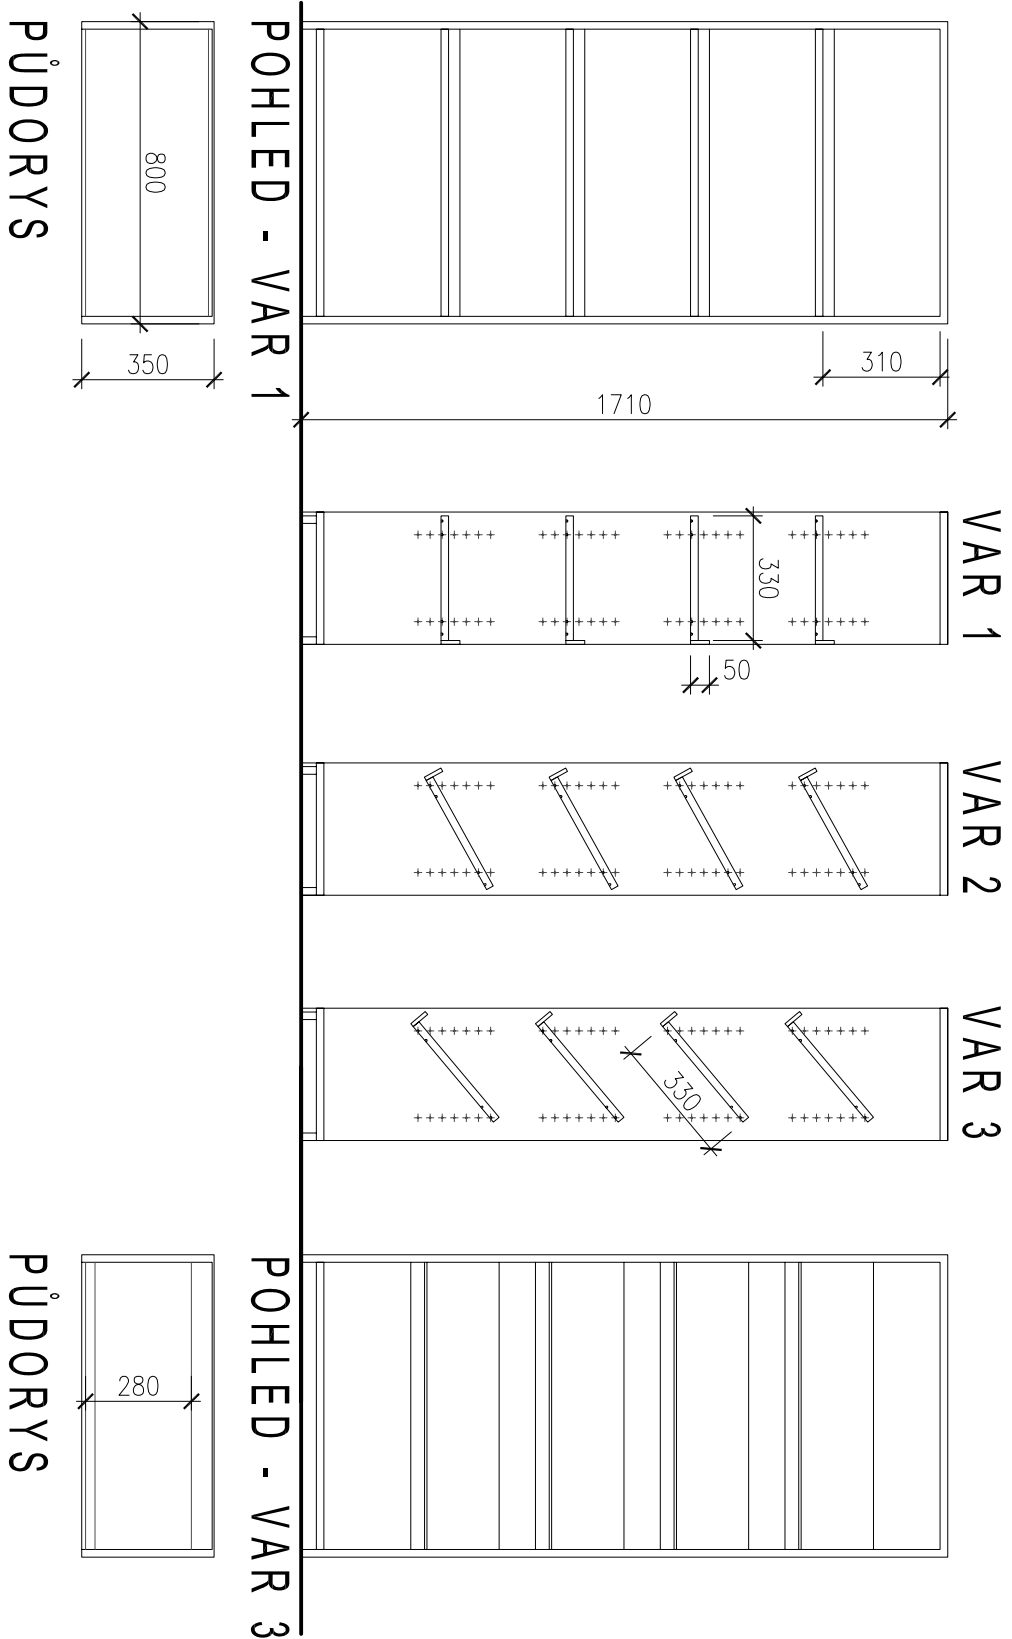 VAR 1
VAR 2
VAR 3
310
1710
330
50
330
POHLED - VAR 1
POHLED - VAR 3
800
350
280
PŮDORYS
PŮDORYS